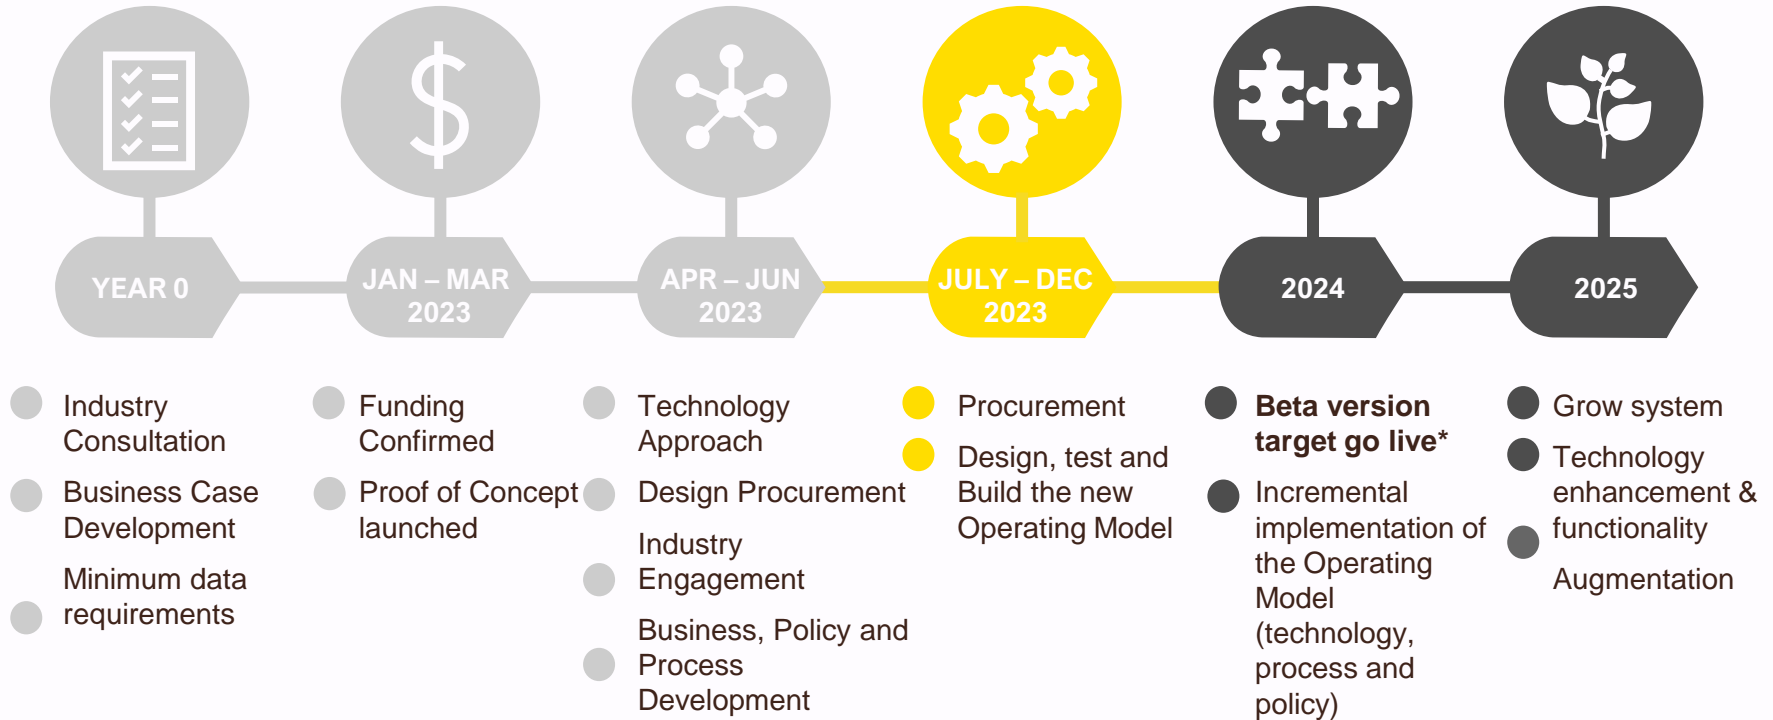 YEAR 0
JAN – MAR
2023
APR – JUN
2023
JULY – DEC
2023
2024
2025
Industry
Consultation
Business Case
Development
Minimum data
requirements
Funding
Confirmed
Proof of Concept
launched
Technology
Approach
Design Procurement
Industry
Engagement
Business, Policy and
Process
Development
Procurement
Design, test and
Build the new
Operating Model
Beta version
target go live*
Incremental
implementation of
the Operating
Model
(technology,
process and
policy)
Grow system
Technology
enhancement &
functionality
Augmentation